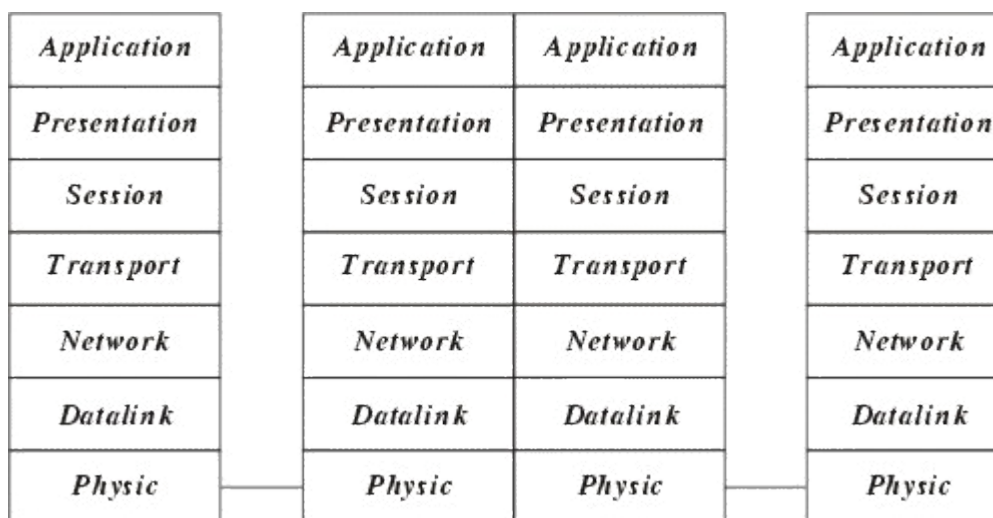 Application Application Application Application
Presentation Presentation Presentation Presentation
Session Session Session Session
Transport Transport Transport Transport
Network Network Network Network
Datalink Datalink Datalink Datalink
Physic Physic Physic Physic